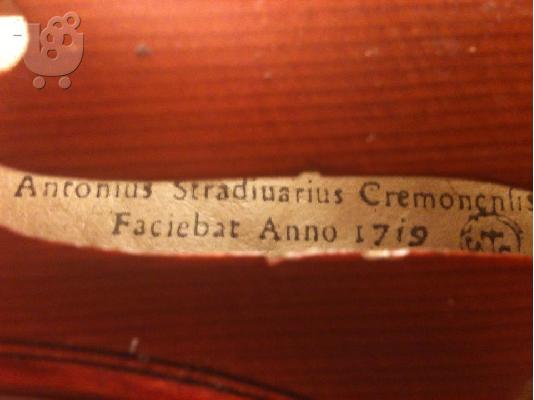 Antonius Stradiuarius Cremonensis
Faciebat Anno 1719